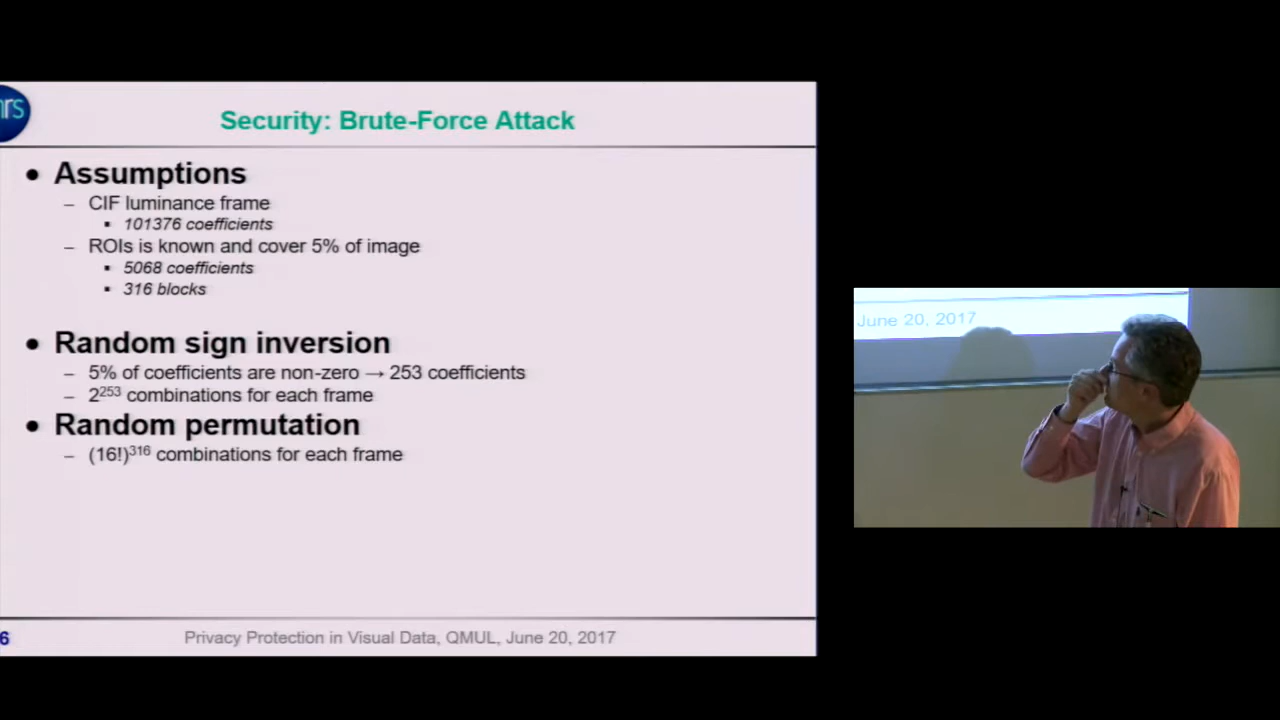 nrs
Security: Brute-Force Attack
• Assumptions
– CIF luminance frame
▪ 101376 coefficients
– ROIs is known and cover 5% of image
▪ 5068 coefficients
▪ 316 blocks
• Random sign inversion
– 5% of coefficients are non-zero → 253 coefficients
– 2²⁵³ combinations for each frame
• Random permutation
– (16!)³¹⁶ combinations for each frame
6
Privacy Protection in Visual Data, QMUL, June 20, 2017
June 20, 2017